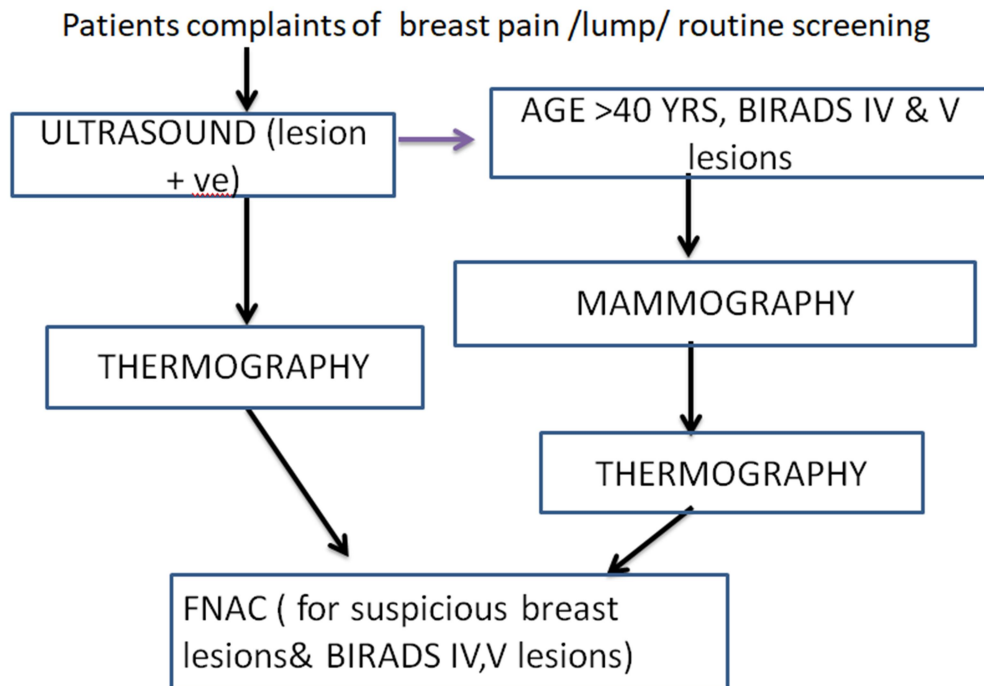 Patients complaints of breast pain /lump/ routine screening
ULTRASOUND (lesion
+ ve)
AGE >40 YRS, BIRADS IV & V
lesions
MAMMOGRAPHY
THERMOGRAPHY
THERMOGRAPHY
FNAC ( for suspicious breast
lesions& BIRADS IV,V lesions)